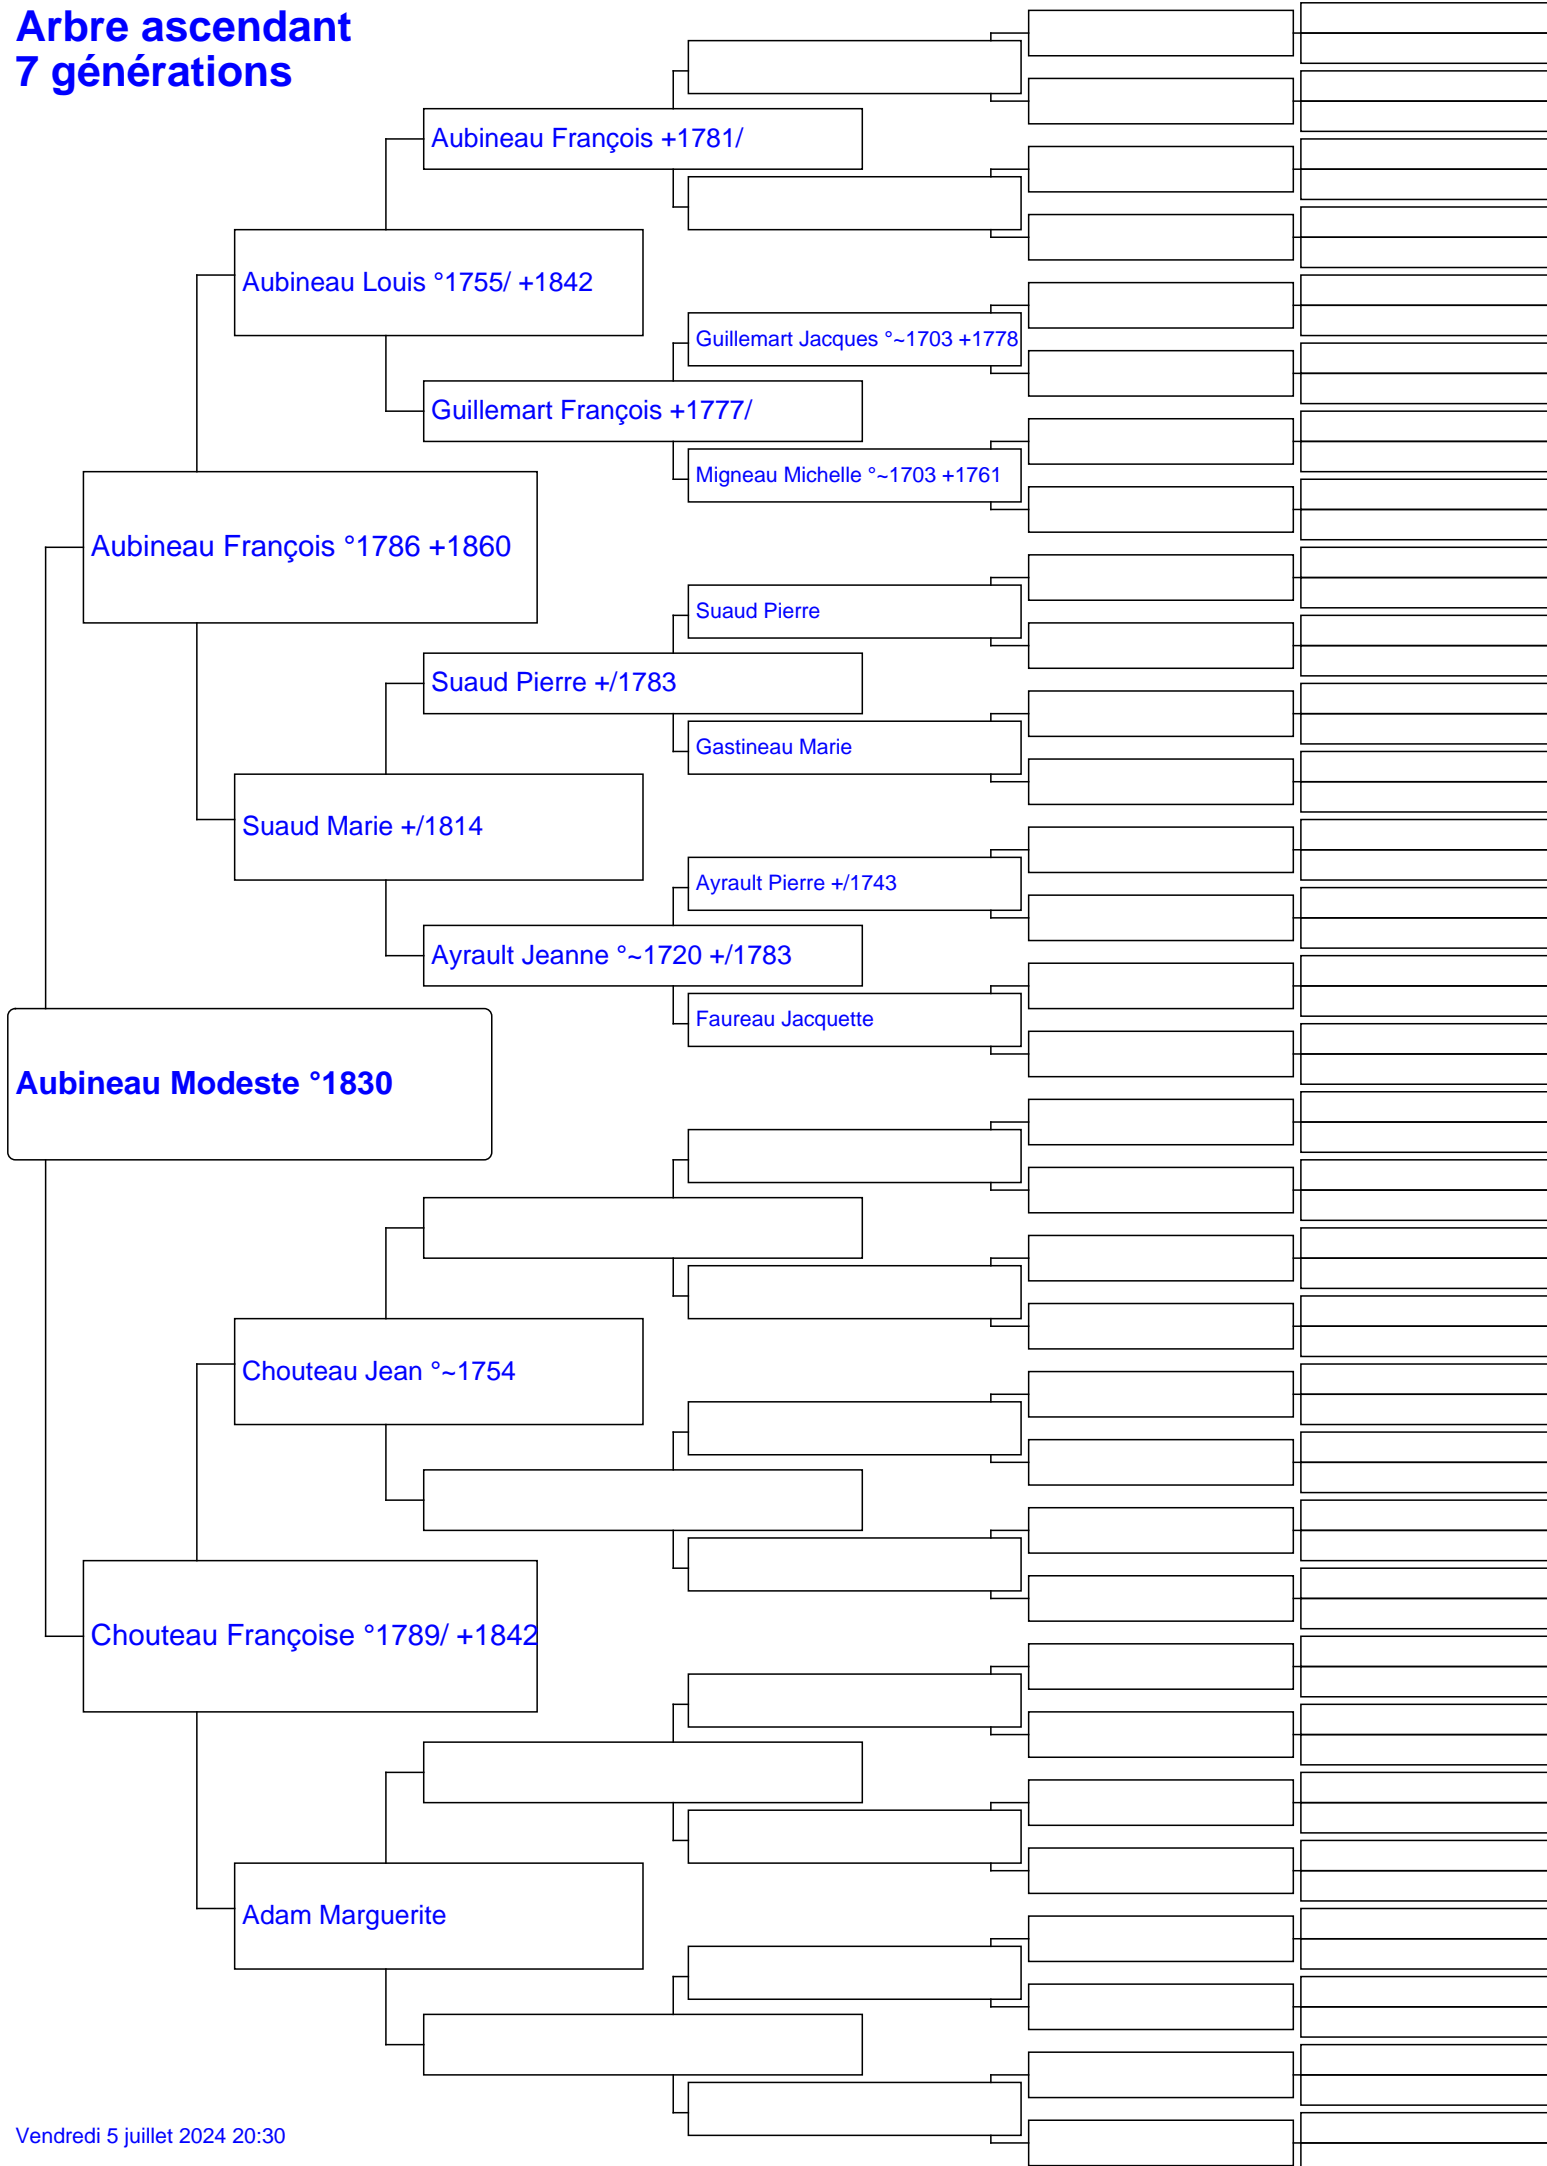 Arbre ascendant
7 générations
Aubineau François +1781/
Aubineau Louis °1755/ +1842
Guillemart Jacques °~1703 +1778
Guillemart François +1777/
Migneau Michelle °~1703 +1761
Aubineau François °1786 +1860
Suaud Pierre
Suaud Pierre +/1783
Gastineau Marie
Suaud Marie +/1814
Ayrault Pierre +/1743
Ayrault Jeanne °~1720 +/1783
Faureau Jacquette
Aubineau Modeste °1830
Chouteau Jean °~1754
Chouteau Françoise °1789/ +1842
Adam Marguerite
Vendredi 5 juillet 2024 20:30